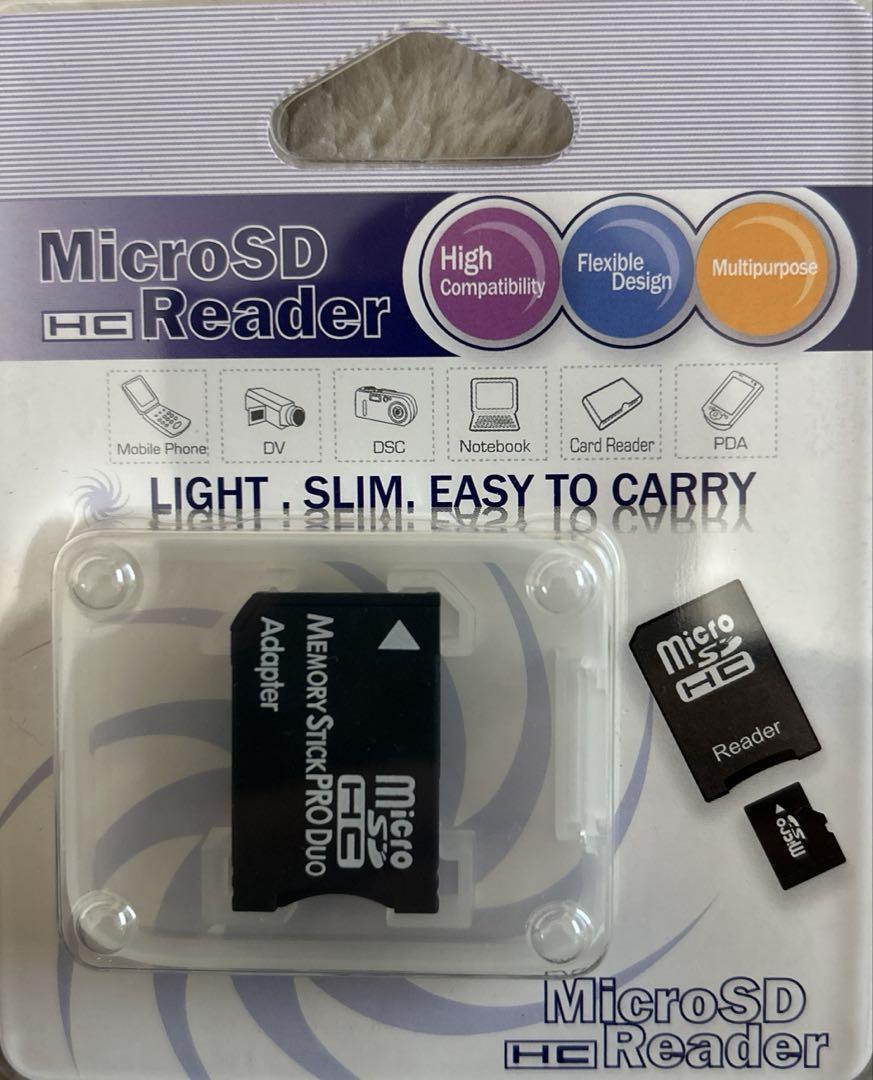 MicroSD
HC Reader
High
Compatibility
Flexible
Design
Multipurpose
Mobile Phone
DV
DSC
Notebook
Card Reader
PDA
LIGHT . SLIM. EASY TO CARRY
Micro
SD
HC
MEMORY STICK PRO DUO
Adapter
Micro
SD
HC
Reader
Micro
SD
MicroSD
HC Reader